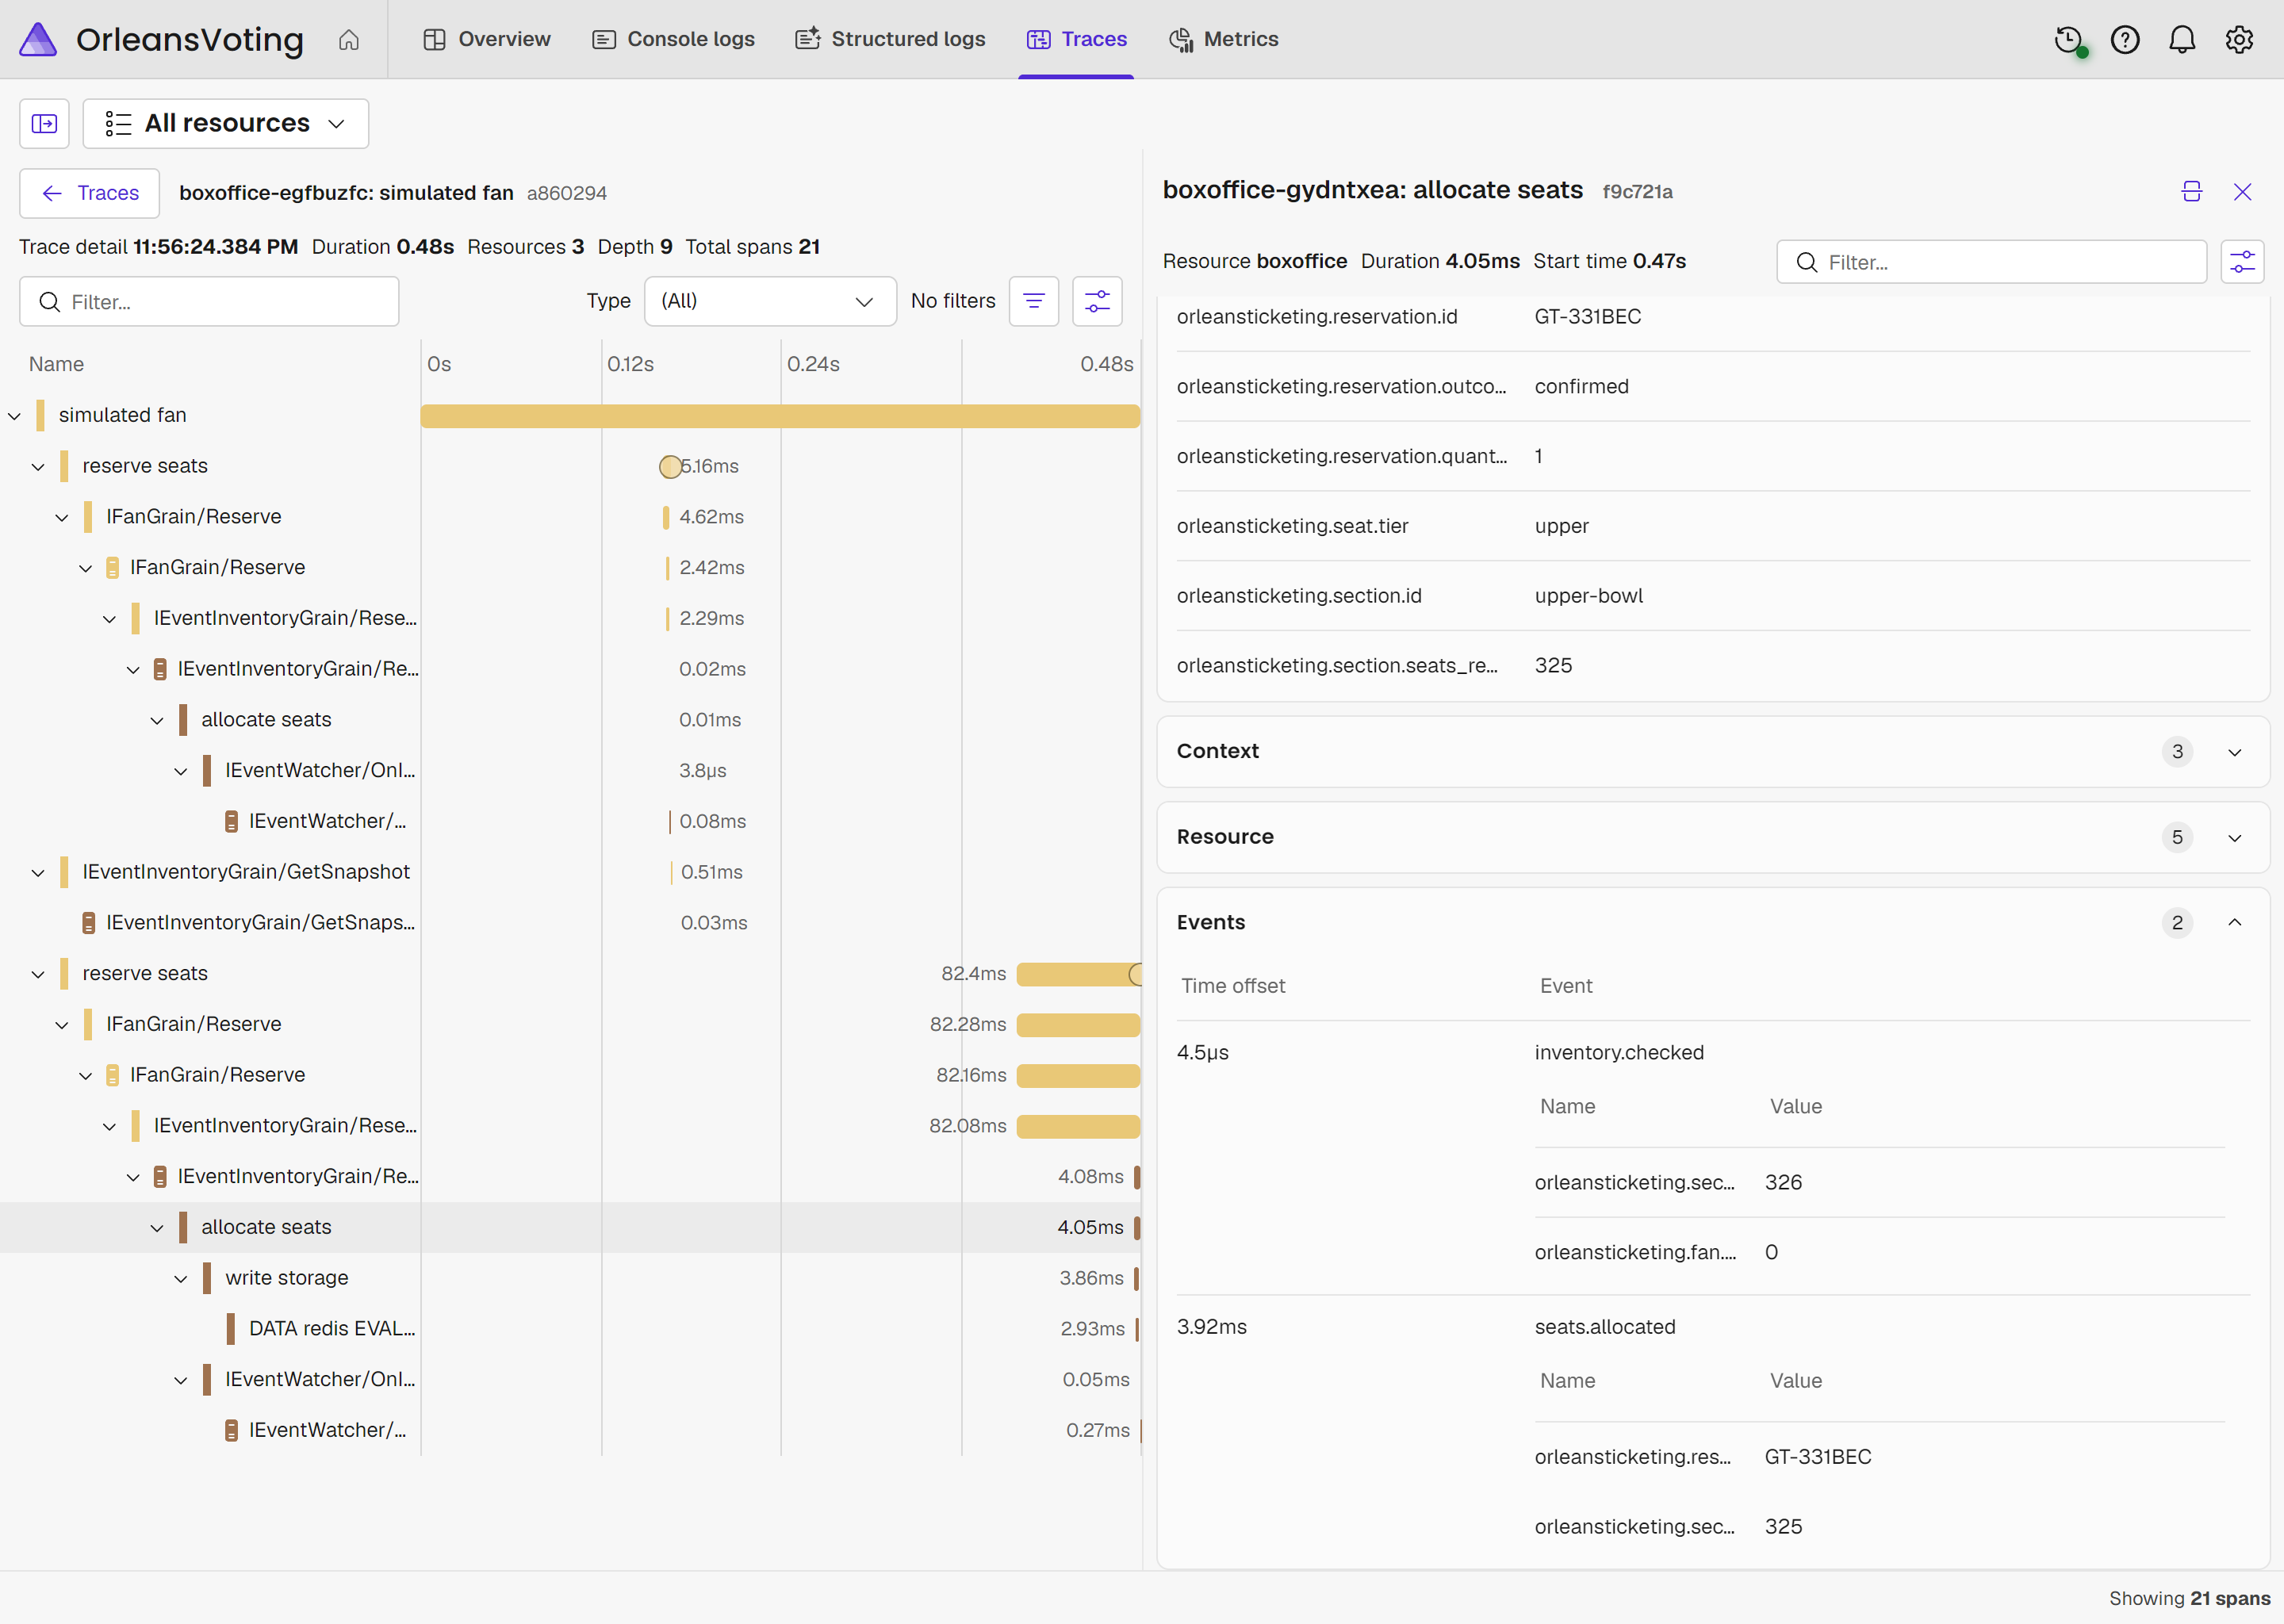 OrleansVoting
Overview
Console logs
Structured logs
Traces
Metrics
All resources
Traces
boxoffice-egfbuzfc: simulated fan a860294
Trace detail 11:56:24.384 PM Duration 0.48s Resources 3 Depth 9 Total spans 21
Filter...
Type
(All)
No filters
Name
0s
0.12s
0.24s
0.48s
simulated fan
reserve seats
5.16ms
IFanGrain/Reserve
4.62ms
IFanGrain/Reserve
2.42ms
IEventInventoryGrain/Rese...
2.29ms
IEventInventoryGrain/Re...
0.02ms
allocate seats
0.01ms
IEventWatcher/OnI...
3.8μs
IEventWatcher/...
0.08ms
IEventInventoryGrain/GetSnapshot
0.51ms
IEventInventoryGrain/GetSnaps...
0.03ms
reserve seats
82.4ms
IFanGrain/Reserve
82.28ms
IFanGrain/Reserve
82.16ms
IEventInventoryGrain/Rese...
82.08ms
IEventInventoryGrain/Re...
4.08ms
allocate seats
4.05ms
write storage
3.86ms
DATA redis EVAL...
2.93ms
IEventWatcher/OnI...
0.05ms
IEventWatcher/...
0.27ms
boxoffice-gydntxea: allocate seats f9c721a
Resource boxoffice Duration 4.05ms Start time 0.47s
Filter...
orleansticketing.reservation.id
GT-331BEC
orleansticketing.reservation.outco...
confirmed
orleansticketing.reservation.quant...
1
orleansticketing.seat.tier
upper
orleansticketing.section.id
upper-bowl
orleansticketing.section.seats_re...
325
Context
3
Resource
5
Events
2
Time offset
Event
4.5μs
inventory.checked
Name
Value
orleansticketing.sec...
326
orleansticketing.fan....
0
3.92ms
seats.allocated
Name
Value
orleansticketing.res...
GT-331BEC
orleansticketing.sec...
325
Showing 21 spans